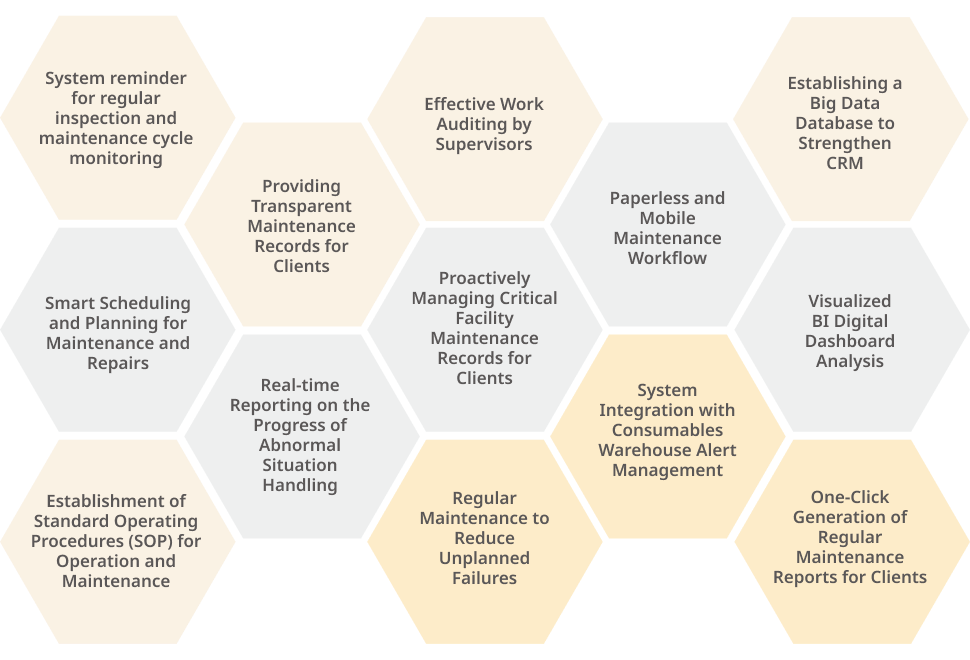 System reminder
for regular
inspection and
maintenance cycle
monitoring
Effective Work
Auditing by
Supervisors
Establishing a
Big Data
Database to
Strengthen
CRM
Providing
Transparent
Maintenance
Records for
Clients
Paperless and
Mobile
Maintenance
Workflow
Smart Scheduling
and Planning for
Maintenance and
Repairs
Proactively
Managing Critical
Facility
Maintenance
Records for
Clients
Visualized
BI Digital
Dashboard
Analysis
Real-time
Reporting on the
Progress of
Abnormal
Situation
Handling
System
Integration with
Consumables
Warehouse Alert
Management
Establishment of
Standard Operating
Procedures (SOP) for
Operation and
Maintenance
Regular
Maintenance to
Reduce
Unplanned
Failures
One-Click
Generation of
Regular
Maintenance
Reports for Clients